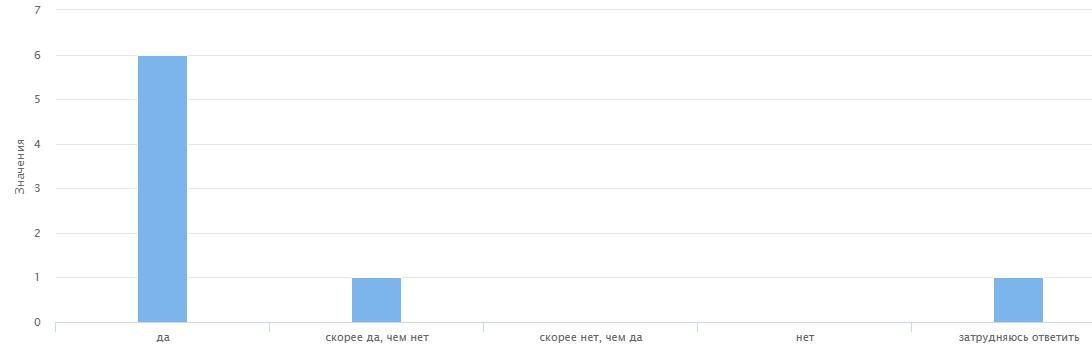 7
6
5
4
3
2
1
0
Значения
да
скорее да, чем нет
скорее нет, чем да
нет
затрудняюсь ответить